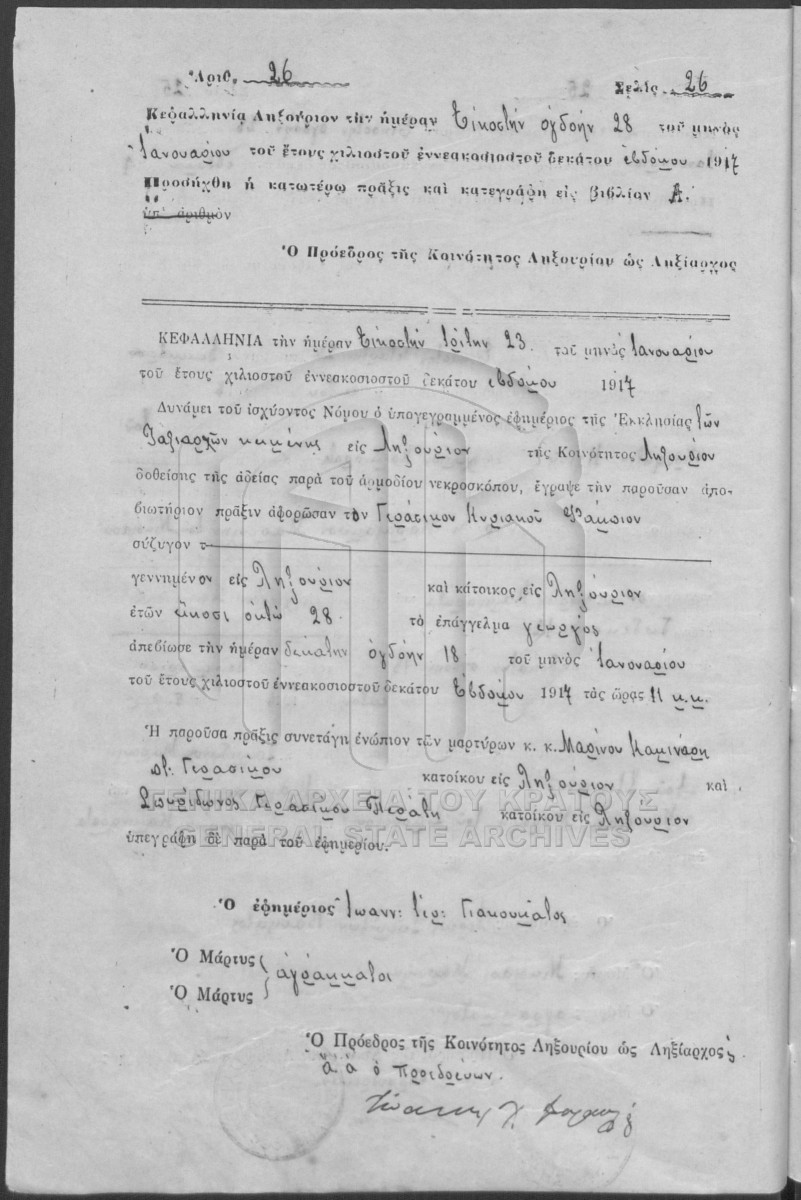 Ἀριθ. 26 Σελὶς 26
Κεφαλληνία Ληξούριον τὴν ἡμέραν Εἰκοστὴν ὀγδοὴν 28 τοῦ μηνὸς
Ἰανουαρίου τοῦ ἔτους χιλιοστοῦ ἐννεακοσιοστοῦ δεκάτου ἑβδόμου 1917
Προσήχθη ἡ κατωτέρω πρᾶξις καὶ κατεγράφη εἰς βιβλίον Α.
ὑπ' ἀριθμὸν
Ὁ Πρόεδρος τῆς Κοινότητος Ληξουρίου ὡς Ληξίαρχος
ΚΕΦΑΛΛΗΝΙΑ τὴν ἡμέραν Εἰκοστὴν τρίτην 23 τοῦ μηνὸς Ἰανουαρίου
τοῦ ἔτους χιλιοστοῦ ἐννεακοσιοστοῦ δεκάτου ἑβδόμου 1917
Δυνάμει τοῦ ἰσχύοντος Νόμου ὁ ὑπογεγραμμένος ἐφημέριος τῆς Ἐκκλησίας τῶν
Ταξιαρχῶν εἰς Ληξούριον τῆς Κοινότητος Ληξουρίου
δοθείσης τῆς ἀδείας παρὰ τοῦ ἁρμοδίου νεκροσκόπου, ἔγραψε τὴν παροῦσαν ἀπο-
βιωτήριον πρᾶξιν ἀφορῶσαν τὸν Γεράσιμον Κυριακοῦ
σύζυγον τ
γεννημένον εἰς Ληξούριον καὶ κάτοικος εἰς Ληξούριον
ἐτῶν εἴκοσι ὀκτὼ 28 τὸ ἐπάγγελμα γεωργὸς
ἀπεβίωσε τὴν ἡμέραν δεκάτην ὀγδόην 18 τοῦ μηνὸς Ἰανουαρίου
τοῦ ἔτους χιλιοστοῦ ἐννεακοσιοστοῦ δεκάτου Ἑβδόμου 1917 τὰς ὥρας 11 π.μ.
Ἡ παροῦσα πρᾶξις συνετάγη ἐνώπιον τῶν μαρτύρων κ. κ. Μαρίνου Καμινάρη
Γερασίμου κατοίκου εἰς Ληξούριον καὶ
Σπυρίδωνος Γερασίμου κατοίκου εἰς Ληξούριον
ΓΕΝΙΚΑ ΑΡΧΕΙΑ ΤΟΥ ΚΡΑΤΟΥΣ
GENERAL STATE ARCHIVES
ὑπεγράφη δὲ παρὰ τοῦ ἐφημερίου.
Ὁ ἐφημέριος Ἰωανν: Ἱερ: Γιακουμᾶτος
Ὁ Μάρτυς
ἀγράμματοι
Ὁ Μάρτυς
Ὁ Πρόεδρος τῆς Κοινότητος Ληξουρίου ὡς Ληξίαρχος
ἀ ἀ ὁ προεδρεύων.